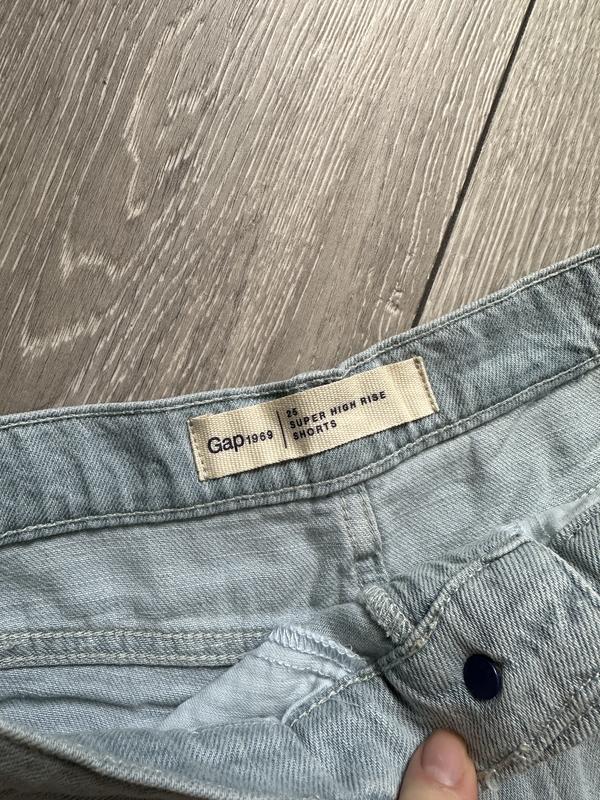 Gap 1969
26
SUPER HIGH RISE
SHORTS